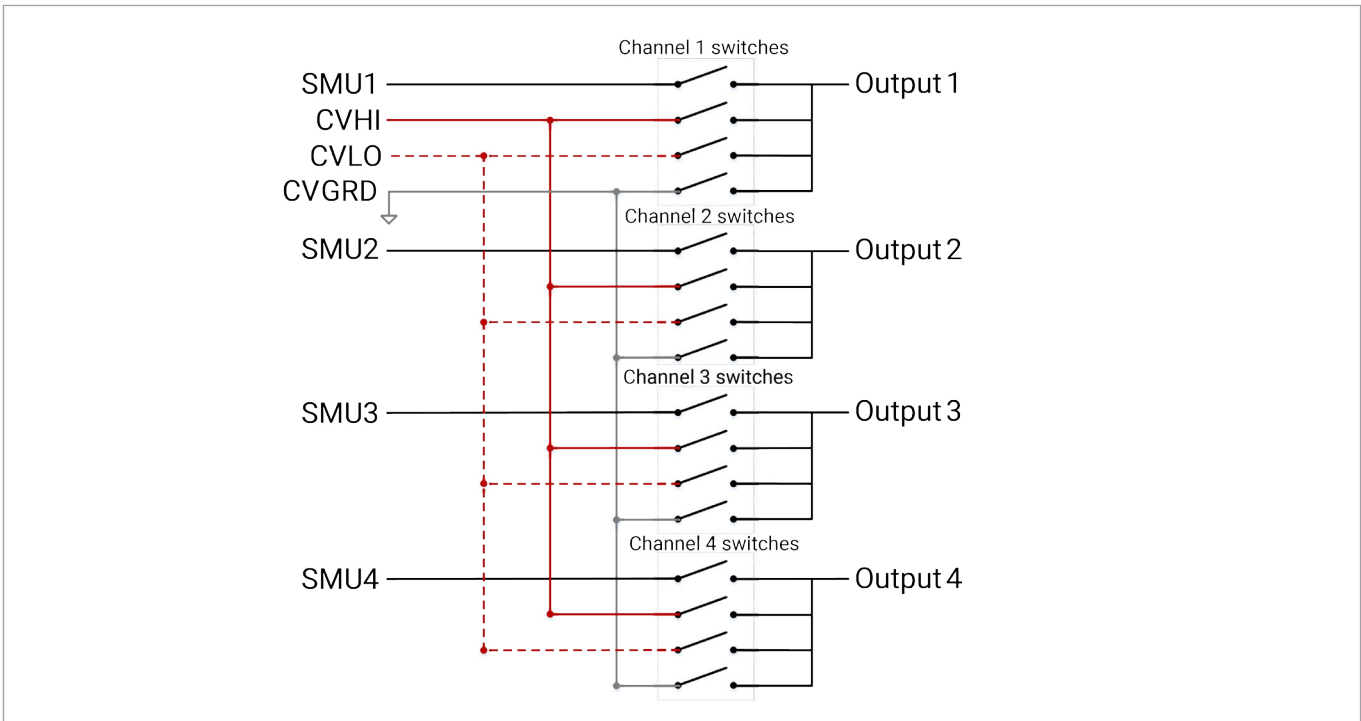 Channel 1 switches
SMU1
Output 1
CVHI
CVLO
CVGRD
Channel 2 switches
SMU2
Output 2
Channel 3 switches
SMU3
Output 3
Channel 4 switches
SMU4
Output 4